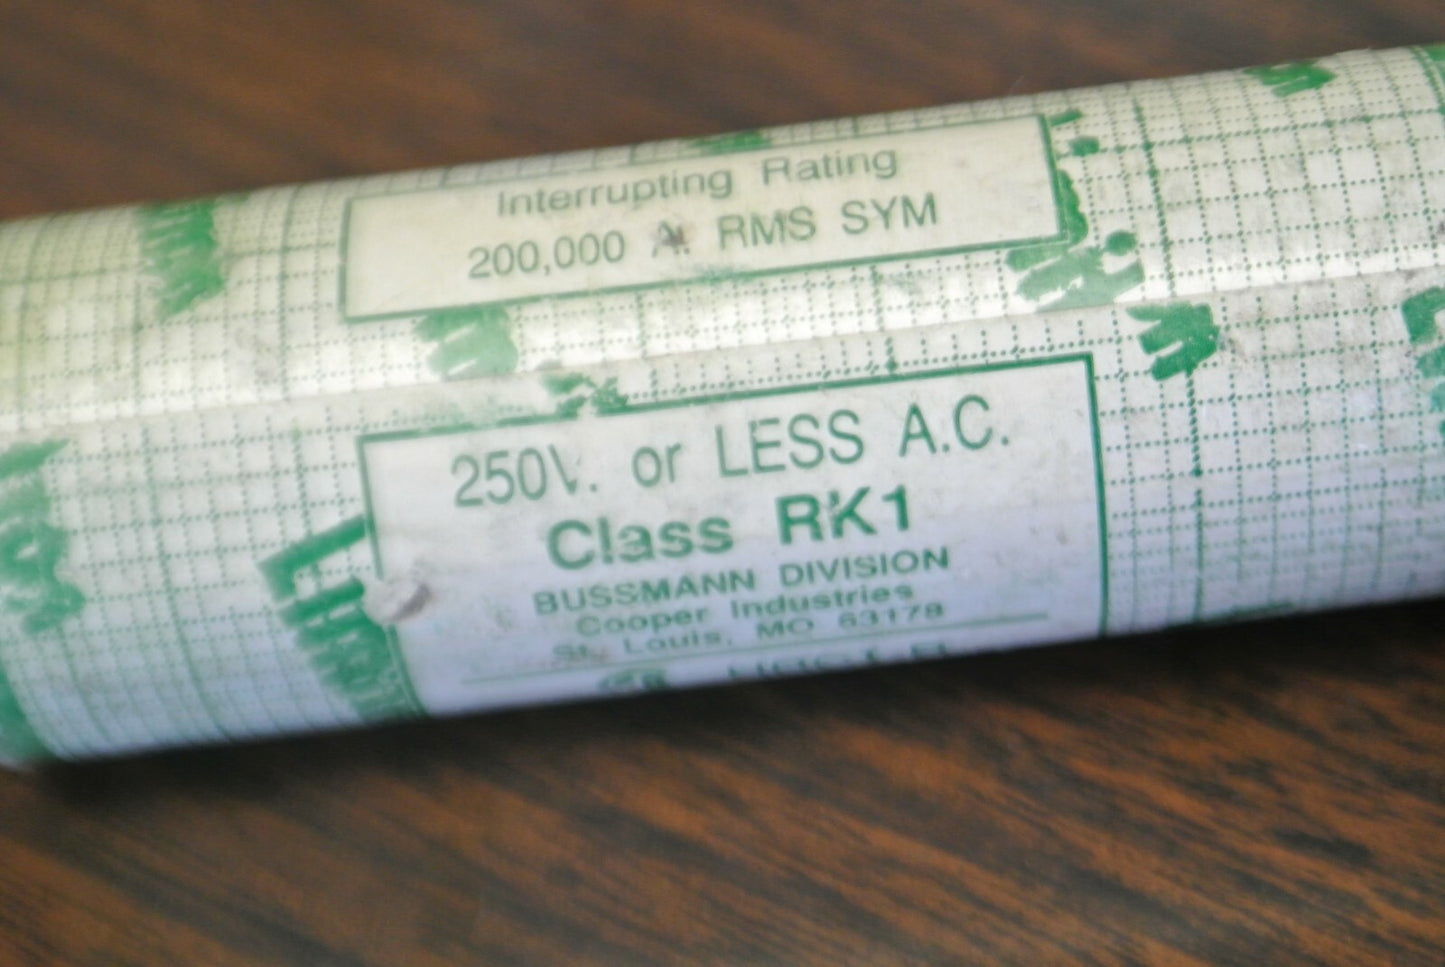 Interrupting Rating
200,000 A. RMS SYM
250V. or LESS A.C.
Class RK1
BUSSMANN DIVISION
Cooper Industries
St. Louis, MO 63178